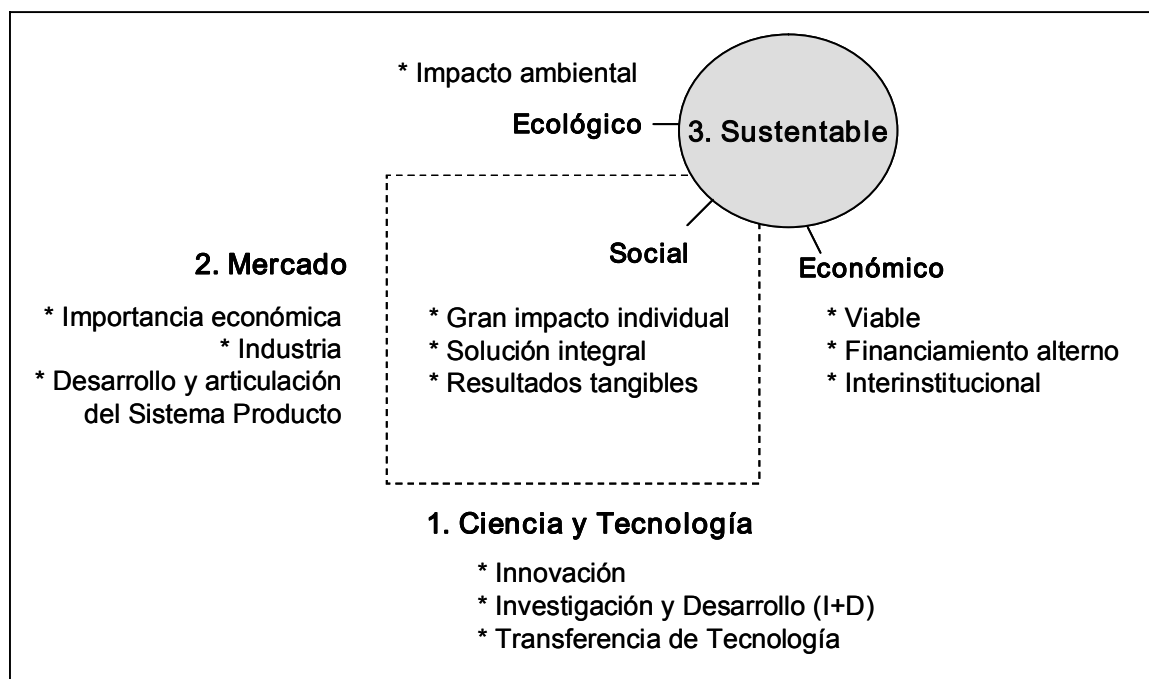 * Impacto ambiental
Ecológico
3. Sustentable
Social
Económico
2. Mercado
* Importancia económica
* Industria
* Desarrollo y articulación
del Sistema Producto
* Gran impacto individual
* Solución integral
* Resultados tangibles
* Viable
* Financiamiento alterno
* Interinstitucional
1. Ciencia y Tecnología
* Innovación
* Investigación y Desarrollo (I+D)
* Transferencia de Tecnología